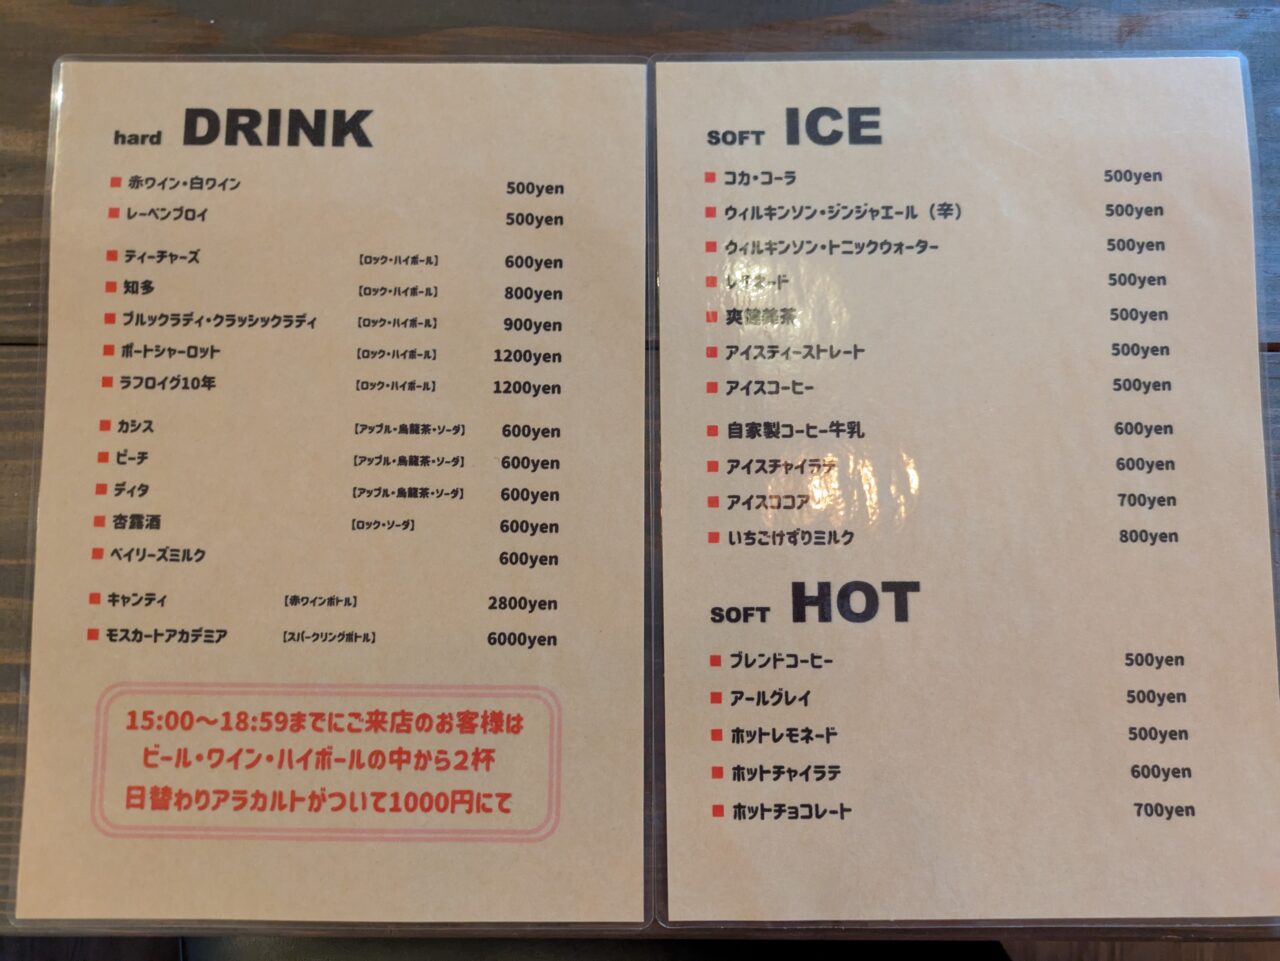 hard DRINK
■ 赤ワイン・白ワイン 500yen
■ レーベンブロイ 500yen
■ ティーチャーズ 【ロック・ハイボール】 600yen
■ 知多 【ロック・ハイボール】 800yen
■ ブルックラディ・クラッシックラディ 【ロック・ハイボール】 900yen
■ ポートシャーロット 【ロック・ハイボール】 1200yen
■ ラフロイグ10年 【ロック・ハイボール】 1200yen
■ カシス 【アップル・烏龍茶・ソーダ】 600yen
■ ピーチ 【アップル・烏龍茶・ソーダ】 600yen
■ ディタ 【アップル・烏龍茶・ソーダ】 600yen
■ 杏露酒 【ロック・ソーダ】 600yen
■ ベイリーズミルク 600yen
■ キャンティ 【赤ワインボトル】 2800yen
■ モスカートアカデミア 【スパークリングボトル】 6000yen
15:00〜18:59までにご来店のお客様は
ビール・ワイン・ハイボールの中から2杯
日替わりアラカルトがついて1000円にて
SOFT ICE
■ コカ・コーラ 500yen
■ ウィルキンソン・ジンジャエール（辛） 500yen
■ ウィルキンソン・トニックウォーター 500yen
■ レモネード 500yen
■ 爽健美茶 500yen
■ アイスティーストレート 500yen
■ アイスコーヒー 500yen
■ 自家製コーヒー牛乳 600yen
■ アイスチャイラテ 600yen
■ アイスココア 700yen
■ いちごけずりミルク 800yen
SOFT HOT
■ ブレンドコーヒー 500yen
■ アールグレイ 500yen
■ ホットレモネード 500yen
■ ホットチャイラテ 600yen
■ ホットチョコレート 700yen